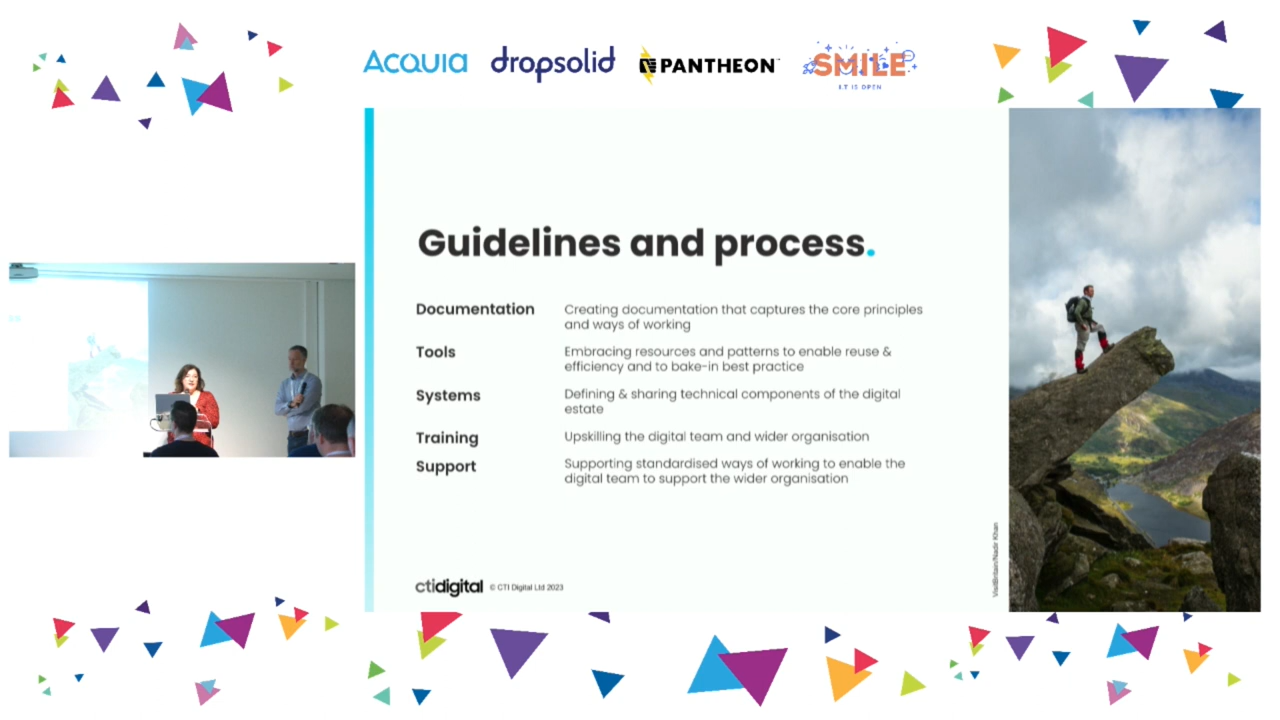 Acquia
dropsolid
PANTHEON
SMILE
I.T IS OPEN
Guidelines and process.
Documentation
Creating documentation that captures the core principles
and ways of working
Tools
Embracing resources and patterns to enable reuse &
efficiency and to bake-in best practice
Systems
Defining & sharing technical components of the digital
estate
Training
Upskilling the digital team and wider organisation
Support
Supporting standardised ways of working to enable the
digital team to support the wider organisation
VisitBritain/Nadir Khan
ctidigital
© CTI Digital Ltd 2023